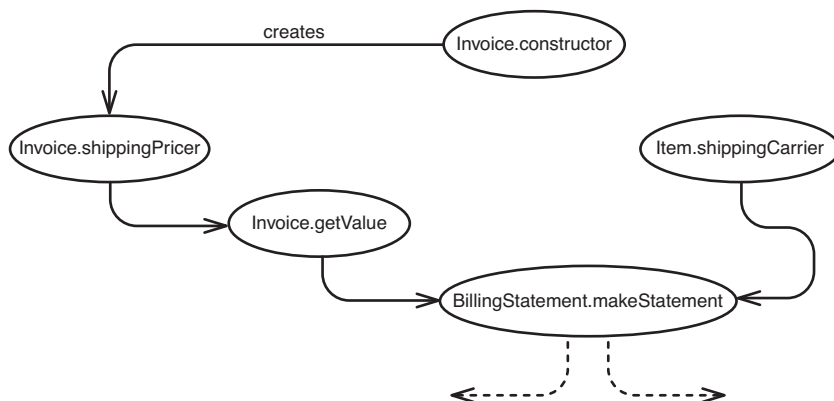 creates
Invoice.constructor
Invoice.shippingPricer
Item.shippingCarrier
Invoice.getValue
BillingStatement.makeStatement